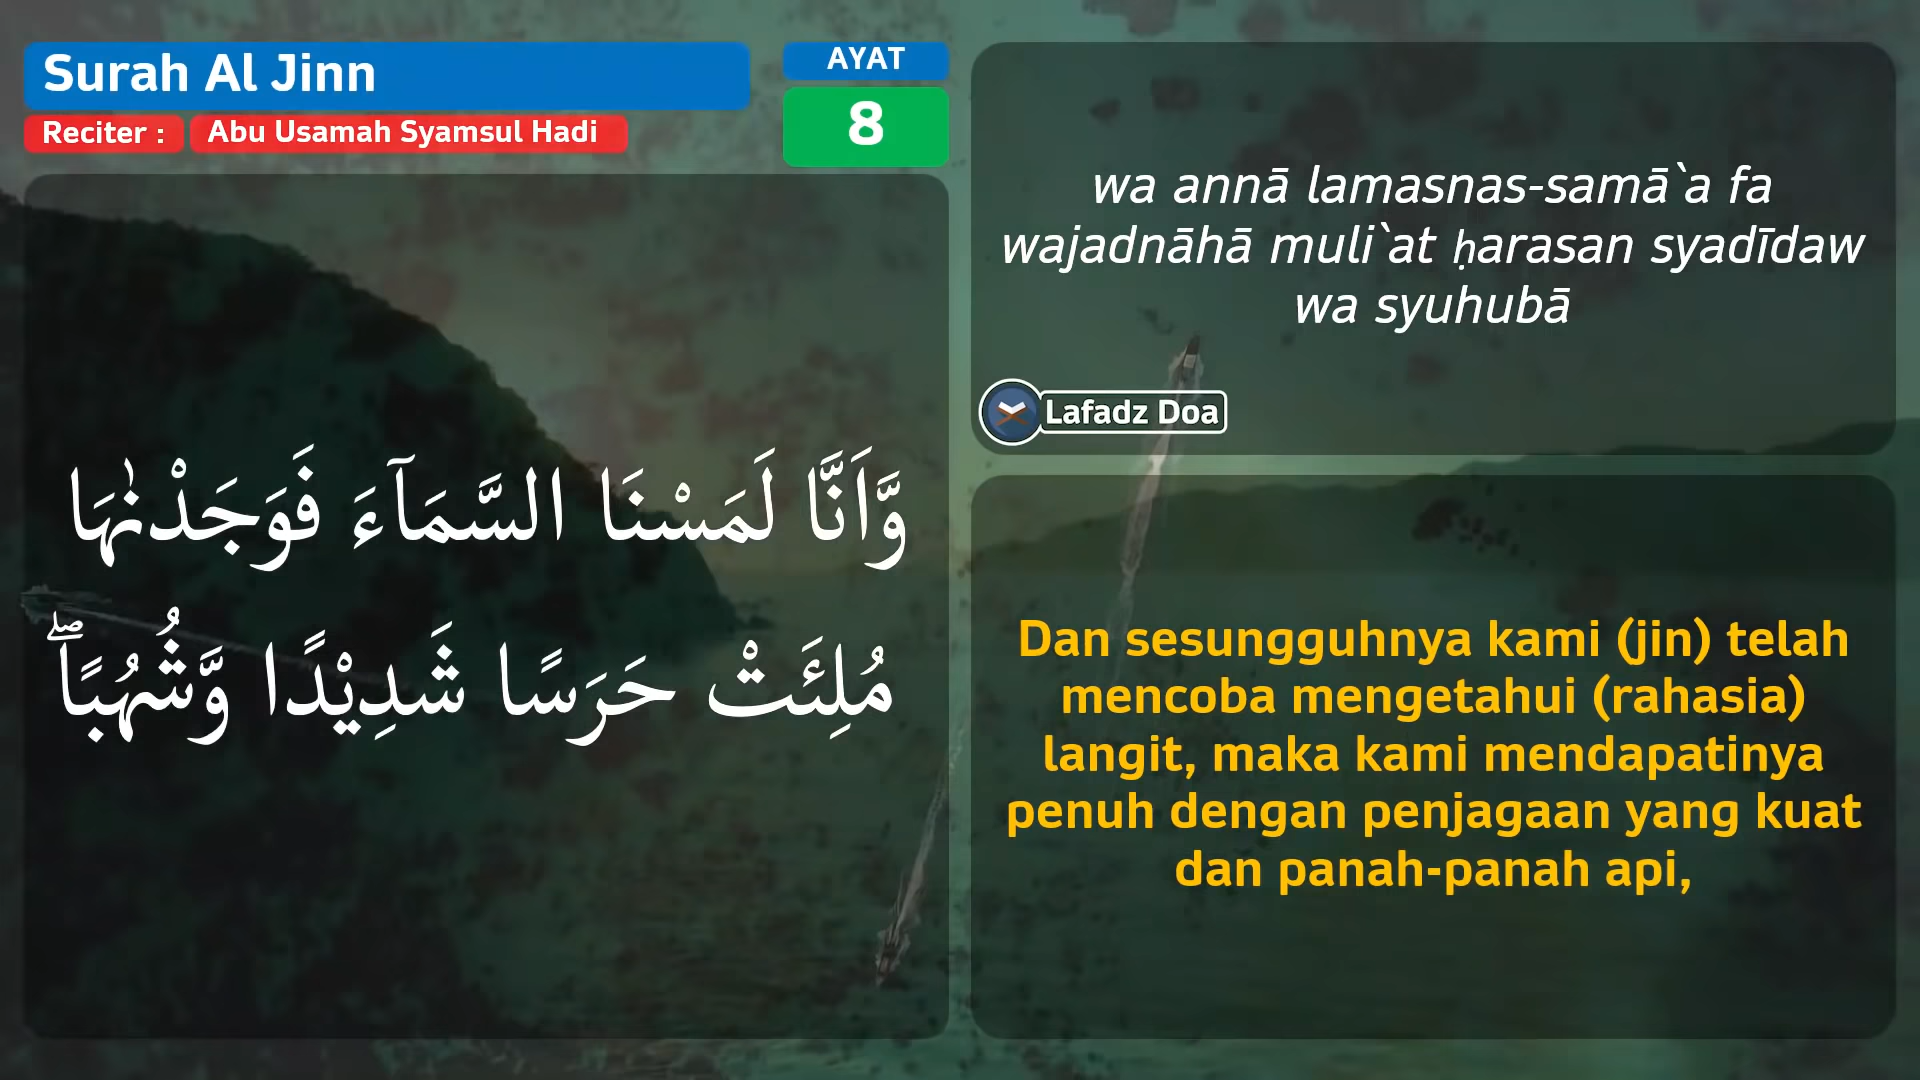 Surah Al Jinn
Reciter :
Abu Usamah Syamsul Hadi
AYAT
8
وَّاَنَّا لَمَسْنَا السَّمَاۤءَ فَوَجَدْنٰهَا
مُلِئَتْ حَرَسًا شَدِيْدًا وَّشُهُبًاۖ
wa annā lamasnas-samā`a fa
wajadnāhā muli`at ḥarasan syadīdaw
wa syuhubā
Lafadz Doa
Dan sesungguhnya kami (jin) telah
mencoba mengetahui (rahasia)
langit, maka kami mendapatinya
penuh dengan penjagaan yang kuat
dan panah-panah api,